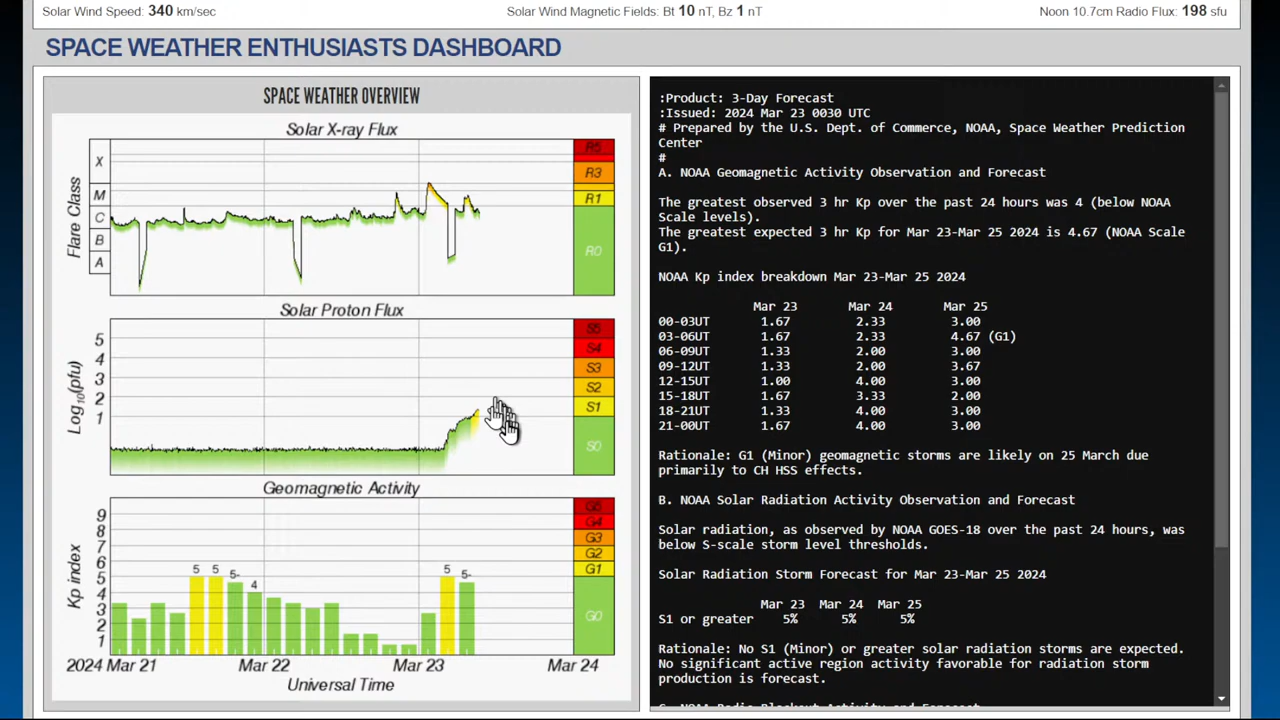 Solar Wind Speed: 340 km/sec
Solar Wind Magnetic Fields: Bt 10 nT, Bz 1 nT
Noon 10.7cm Radio Flux: 198 sfu
SPACE WEATHER ENTHUSIASTS DASHBOARD
SPACE WEATHER OVERVIEW
Solar X-ray Flux
Flare Class
X
M
C
B
A
R5
R3
R1
R0
Solar Proton Flux
Log10(pfu)
5
4
3
2
1
S5
S4
S3
S2
S1
S0
Geomagnetic Activity
Kp index
9
8
7
6
5
4
3
2
1
5 5 5- 4 5 5-
G5
G4
G3
G2
G1
G0
2024 Mar 21 Mar 22 Mar 23 Mar 24
Universal Time
:Product: 3-Day Forecast
:Issued: 2024 Mar 23 0030 UTC
# Prepared by the U.S. Dept. of Commerce, NOAA, Space Weather Prediction
Center
#
A. NOAA Geomagnetic Activity Observation and Forecast
The greatest observed 3 hr Kp over the past 24 hours was 4 (below NOAA
Scale levels).
The greatest expected 3 hr Kp for Mar 23-Mar 25 2024 is 4.67 (NOAA Scale
G1).
NOAA Kp index breakdown Mar 23-Mar 25 2024
Mar 23 Mar 24 Mar 25
00-03UT 1.67 2.33 3.00
03-06UT 1.67 2.33 4.67 (G1)
06-09UT 1.33 2.00 3.00
09-12UT 1.33 2.00 3.67
12-15UT 1.00 4.00 3.00
15-18UT 1.67 3.33 2.00
18-21UT 1.33 4.00 3.00
21-00UT 1.67 4.00 3.00
Rationale: G1 (Minor) geomagnetic storms are likely on 25 March due
primarily to CH HSS effects.
B. NOAA Solar Radiation Activity Observation and Forecast
Solar radiation, as observed by NOAA GOES-18 over the past 24 hours, was
below S-scale storm level thresholds.
Solar Radiation Storm Forecast for Mar 23-Mar 25 2024
Mar 23 Mar 24 Mar 25
S1 or greater 5% 5% 5%
Rationale: No S1 (Minor) or greater solar radiation storms are expected.
No significant active region activity favorable for radiation storm
production is forecast.
C. NOAA Radio Blackout Activity and Forecast